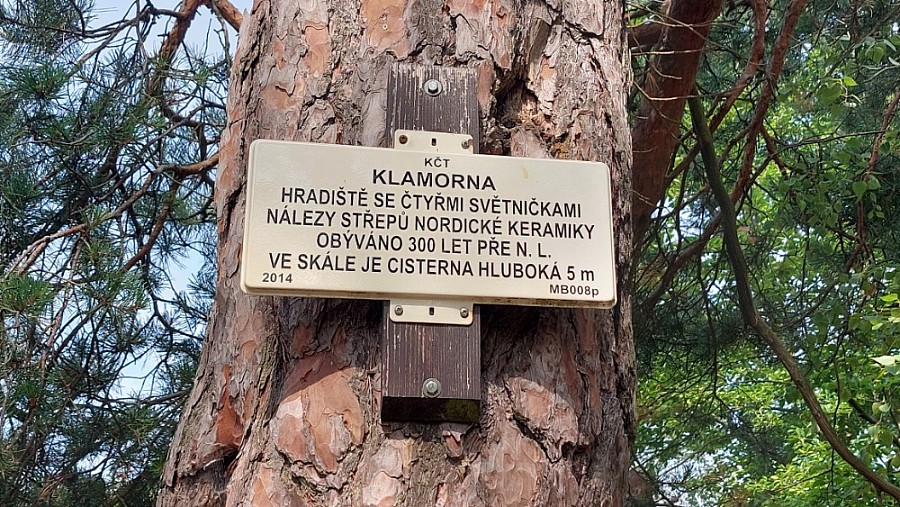 KČT
KLAMORNA
HRADIŠTĚ SE ČTYŘMI SVĚTNIČKAMI
NÁLEZY STŘEPŮ NORDICKÉ KERAMIKY
OBÝVÁNO 300 LET PŘE N. L.
VE SKÁLE JE CISTERNA HLUBOKÁ 5 m
2014 MB008p